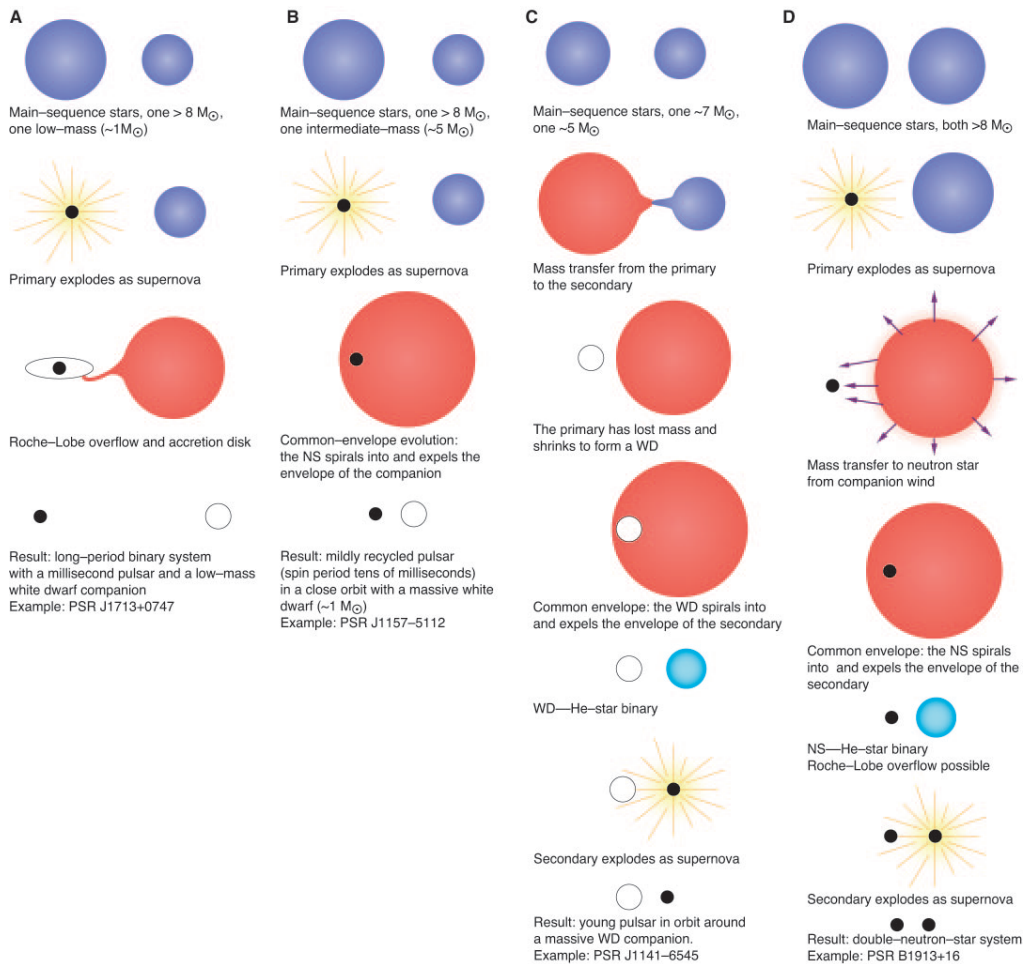 A
Main–sequence stars, one > 8 M☉,
one low–mass (~1M☉)
Primary explodes as supernova
Roche–Lobe overflow and accretion disk
Result: long–period binary system
with a millisecond pulsar and a low–mass
white dwarf companion
Example: PSR J1713+0747
B
Main–sequence stars, one > 8 M☉,
one intermediate–mass (~5 M☉)
Primary explodes as supernova
Common–envelope evolution:
the NS spirals into and expels the
envelope of the companion
Result: mildly recycled pulsar
(spin period tens of milliseconds)
in a close orbit with a massive white
dwarf (~1 M☉)
Example: PSR J1157–5112
C
Main–sequence stars, one ~7 M☉,
one ~5 M☉
Mass transfer from the primary
to the secondary
The primary has lost mass and
shrinks to form a WD
Common envelope: the WD spirals into
and expels the envelope of the secondary
WD—He–star binary
Secondary explodes as supernova
Result: young pulsar in orbit around
a massive WD companion.
Example: PSR J1141–6545
D
Main–sequence stars, both >8 M☉
Primary explodes as supernova
Mass transfer to neutron star
from companion wind
Common envelope: the NS spirals
into and expels the envelope of the
secondary
NS—He–star binary
Roche–Lobe overflow possible
Secondary explodes as supernova
Result: double–neutron–star system
Example: PSR B1913+16